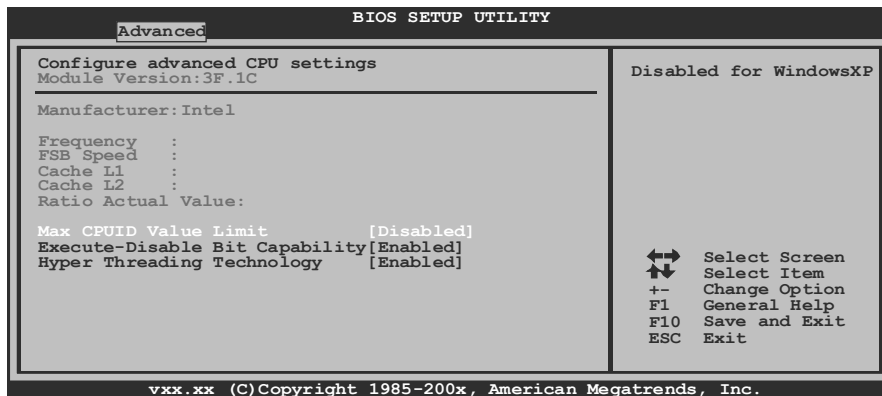 BIOS SETUP UTILITY
Advanced
Configure advanced CPU settings
Module Version:3F.1C
Manufacturer:Intel
Frequency :
FSB Speed :
Cache L1 :
Cache L2 :
Ratio Actual Value:
Max CPUID Value Limit [Disabled]
Execute-Disable Bit Capability[Enabled]
Hyper Threading Technology [Enabled]
Disabled for WindowsXP
Select Screen
Select Item
+- Change Option
F1 General Help
F10 Save and Exit
ESC Exit
vxx.xx (C)Copyright 1985-200x, American Megatrends, Inc.